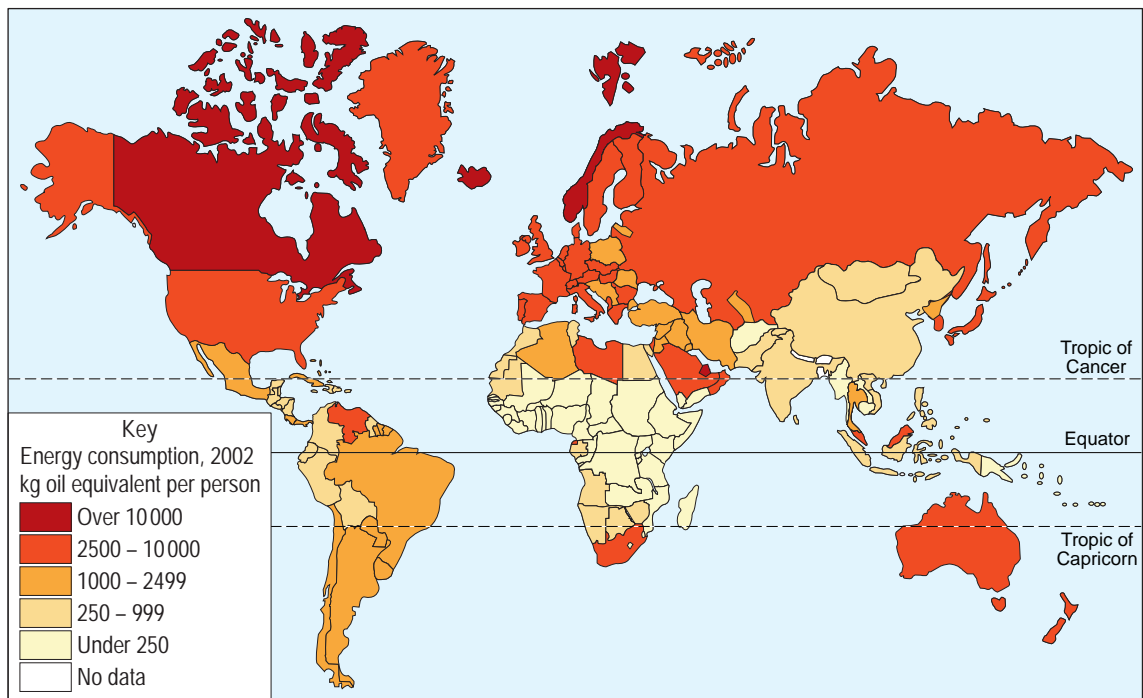 Tropic of
Cancer
Equator
Tropic of
Capricorn
Key
Energy consumption, 2002
kg oil equivalent per person
Over 10 000
2500 – 10 000
1000 – 2499
250 – 999
Under 250
No data